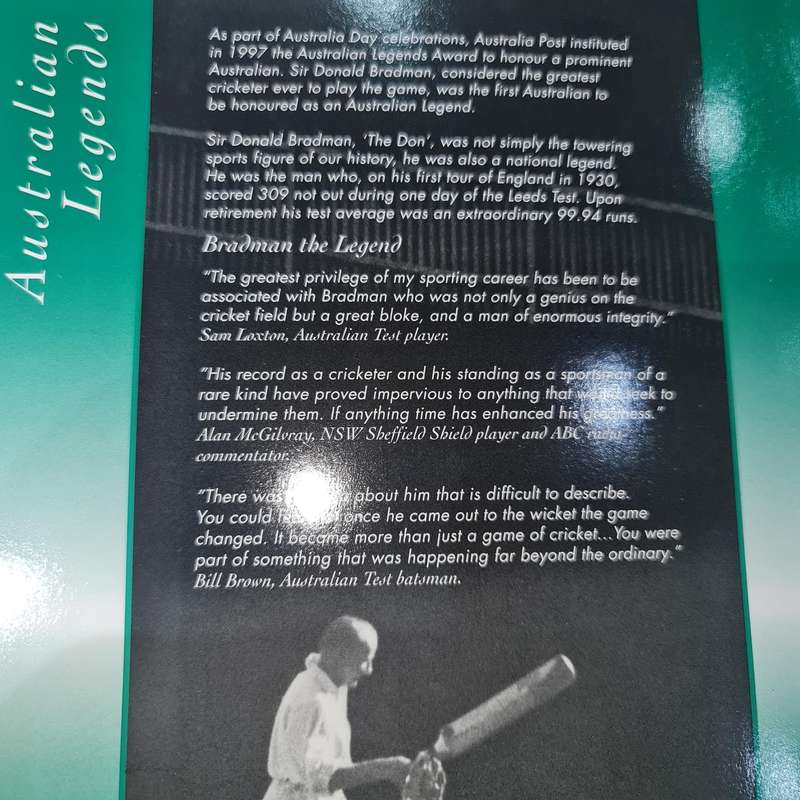 Australian
Legends
As part of Australia Day celebrations, Australia Post instituted
in 1997 the Australian Legends Award to honour a prominent
Australian. Sir Donald Bradman, considered the greatest
cricketer ever to play the game, was the first Australian to
be honoured as an Australian Legend.
Sir Donald Bradman, 'The Don', was not simply the towering
sports figure of our history, he was also a national legend.
He was the man who, on his first tour of England in 1930,
scored 309 not out during one day of the Leeds Test. Upon
retirement his test average was an extraordinary 99.94 runs.
Bradman the Legend
"The greatest privilege of my sporting career has been to be
associated with Bradman who was not only a genius on the
cricket field but a great bloke, and a man of enormous integrity."
Sam Loxton, Australian Test player.
"His record as a cricketer and his standing as a sportsman of a
rare kind have proved impervious to anything that would seek to
undermine them. If anything time has enhanced his greatness."
Alan McGilvray, NSW Sheffield Shield player and ABC radio
commentator.
"There was about him that is difficult to describe.
You could once he came out to the wicket the game
changed. It became more than just a game of cricket...You were
part of something that was happening far beyond the ordinary."
Bill Brown, Australian Test batsman.